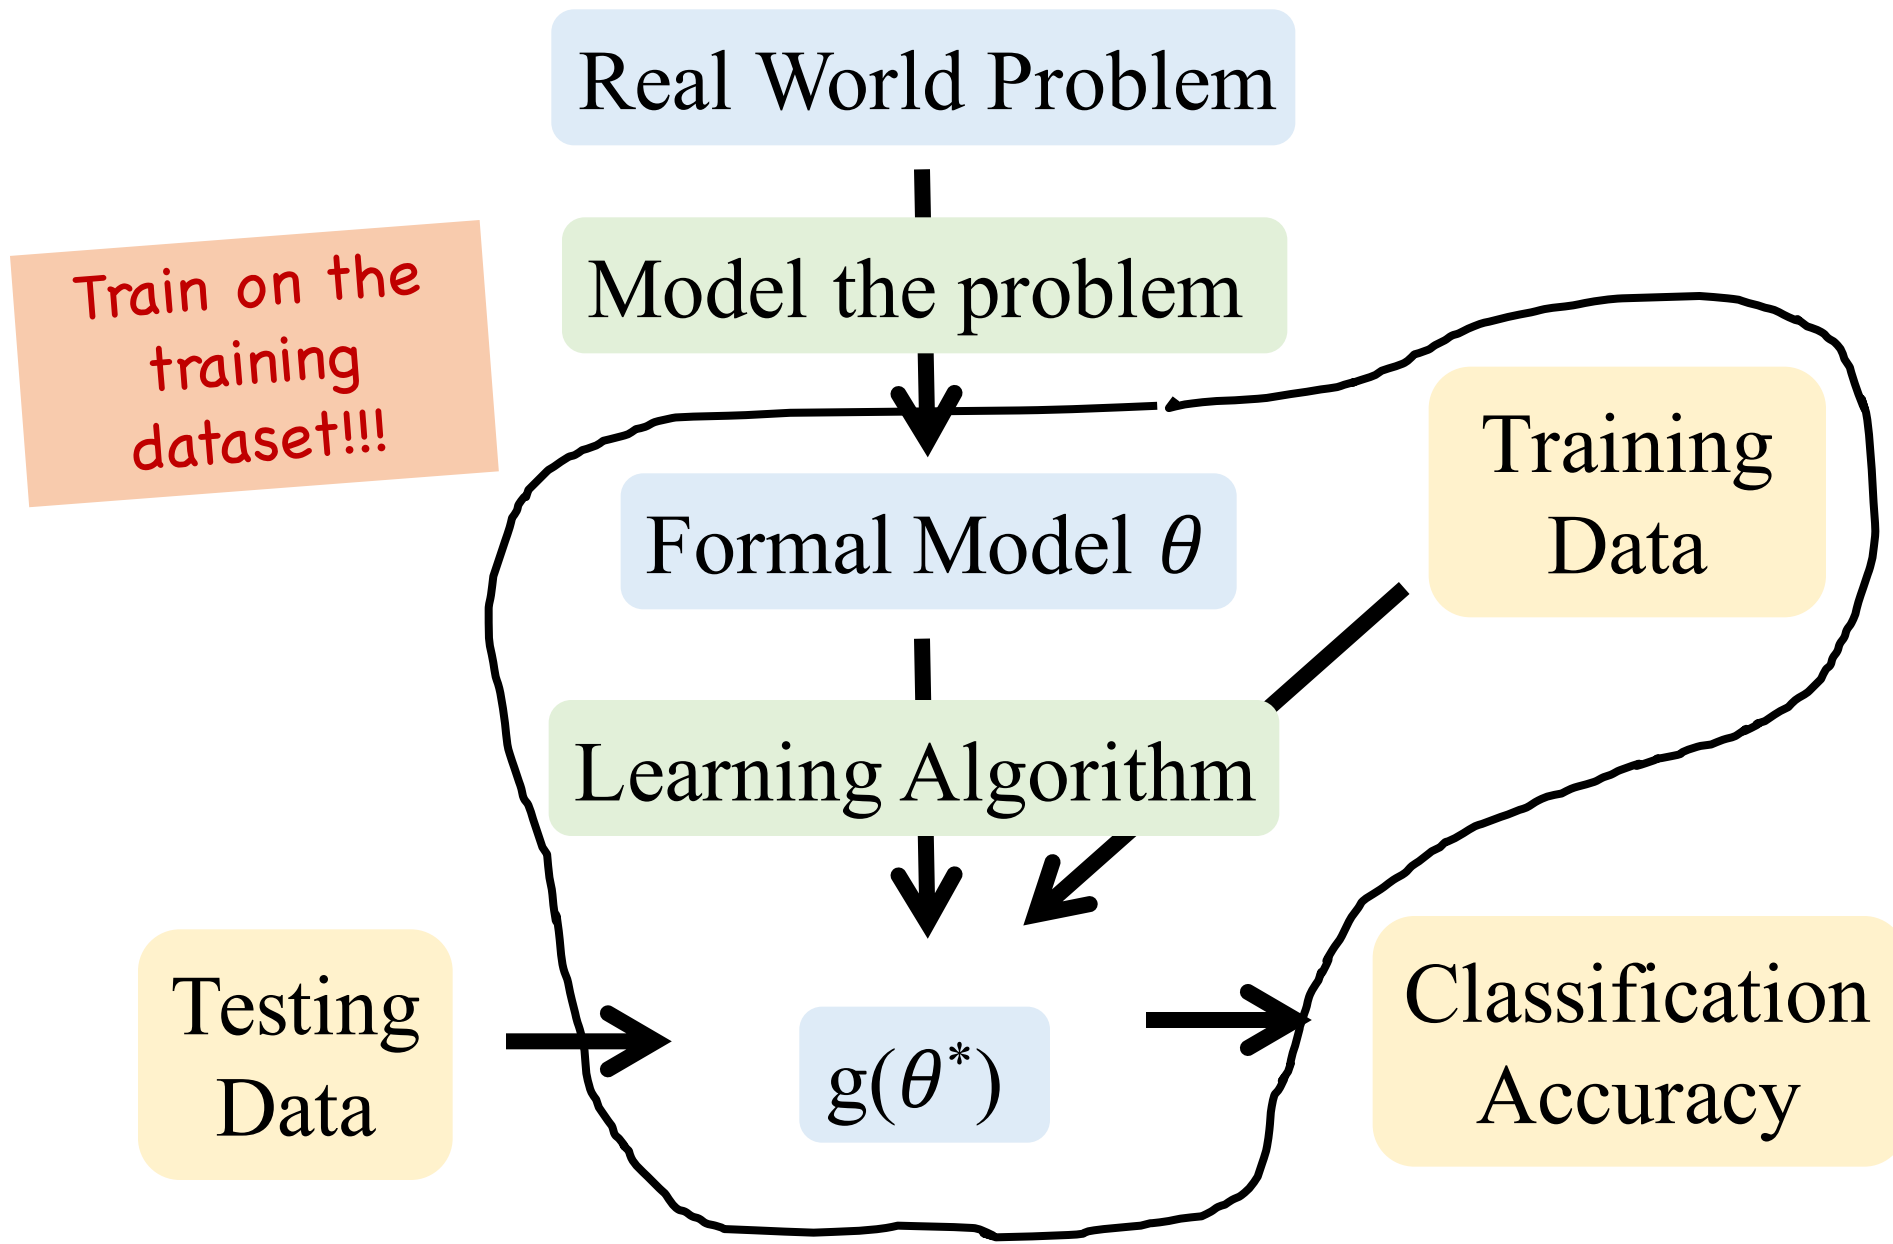 Real World Problem
Train on the
training
dataset!!!
Model the problem
Training
Data
Formal Model θ
Learning Algorithm
Testing
Data
g(θ*)
Classification
Accuracy